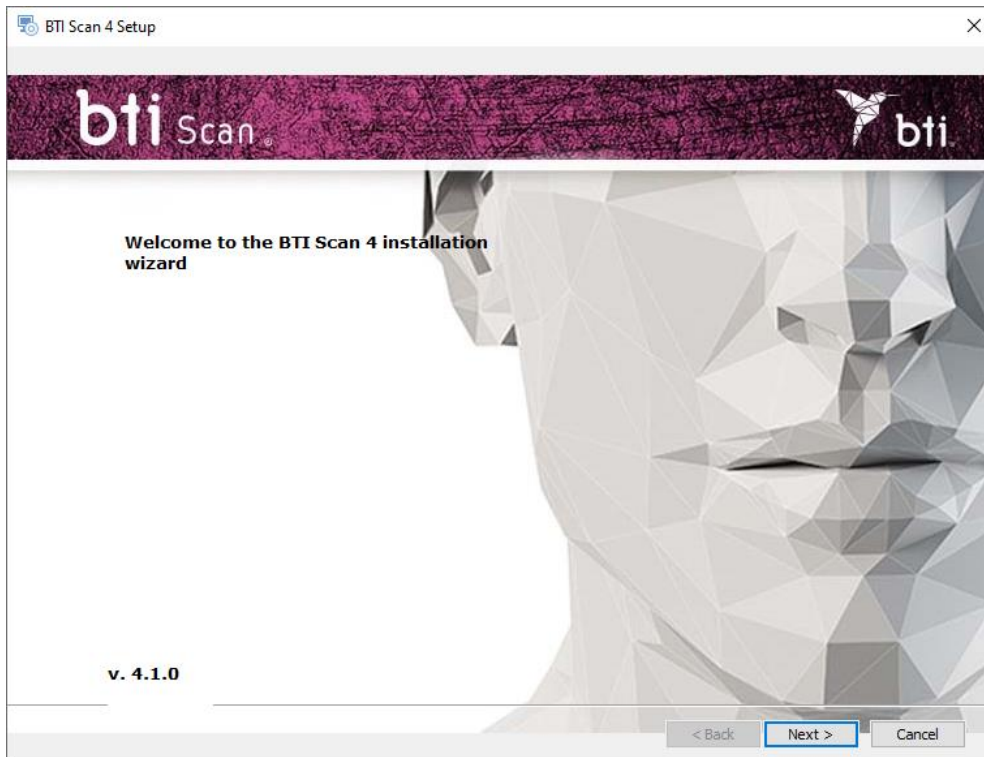 BTI Scan 4 Setup
bti Scan®
bti
Welcome to the BTI Scan 4 installation
wizard
v. 4.1.0
< Back
Next >
Cancel